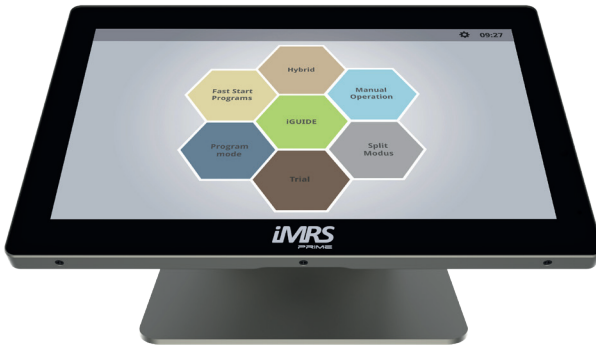 09:27
Hybrid
Fast Start
Programs
Manual
Operation
iGUIDE
Program
mode
Split
Modus
Trial
iMRS
PRIME